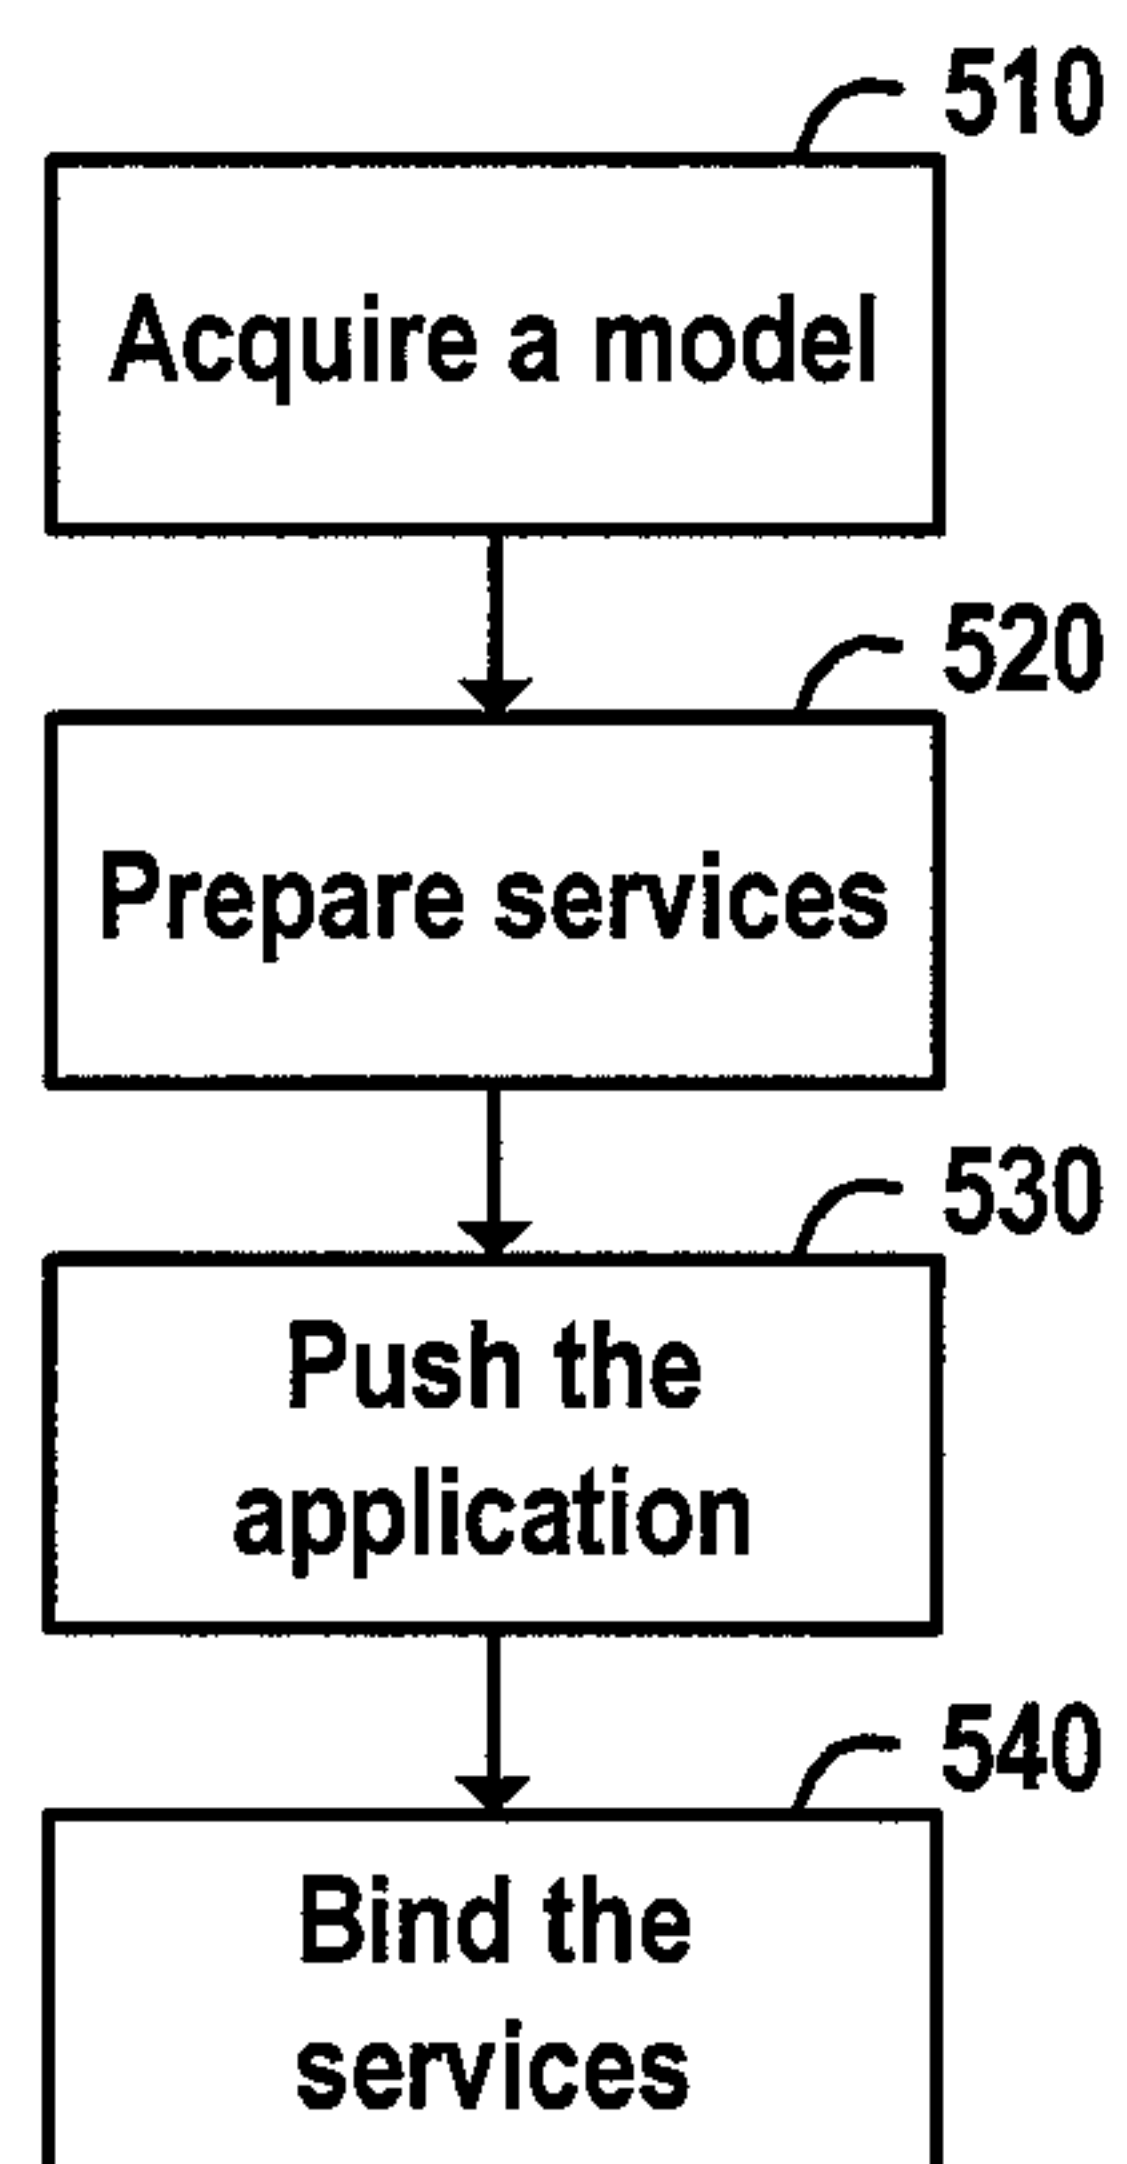 510
Acquire a model
520
Prepare services
530
Push the
application
540
Bind the
services